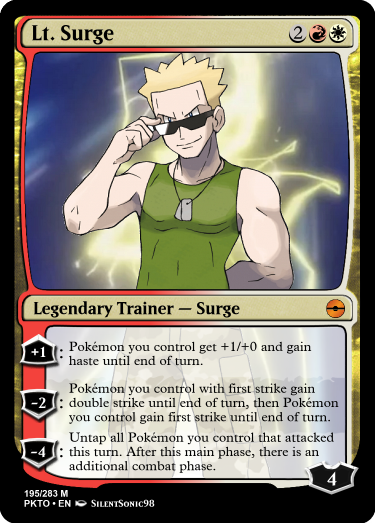 Lt. Surge 2
Legendary Trainer — Surge
+1: Pokémon you control get +1/+0 and gain
haste until end of turn.
-2: Pokémon you control with first strike gain
double strike until end of turn, then Pokémon
you control gain first strike until end of turn.
-4: Untap all Pokémon you control that attacked
this turn. After this main phase, there is an
additional combat phase.
4
195/283 M
PKTO • EN SilentSonic98